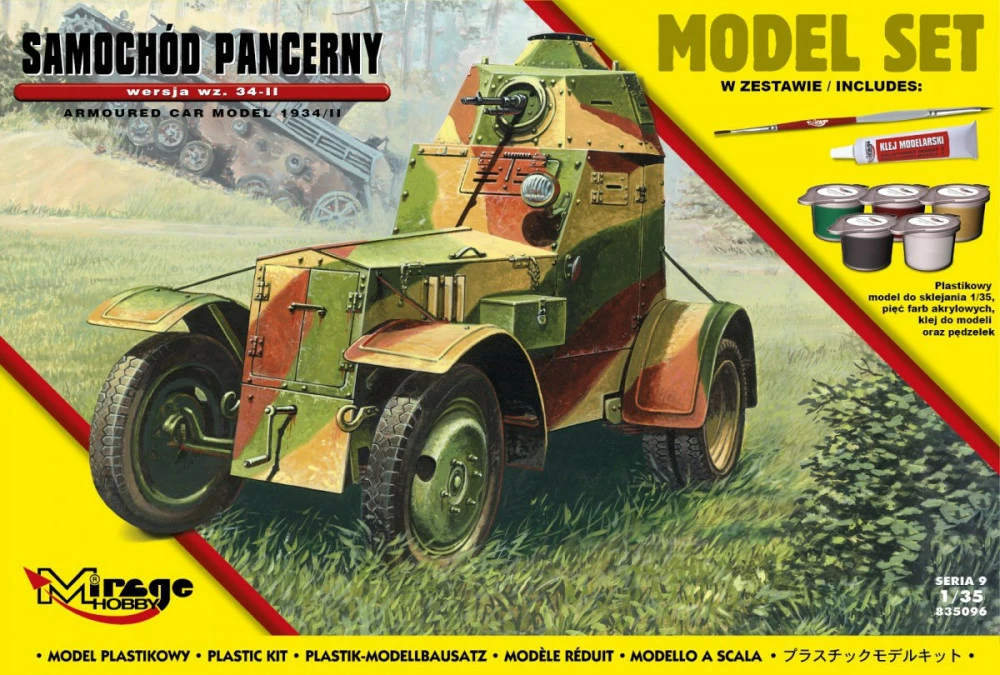 SAMOCHÓD PANCERNY
wersja wz. 34-II
ARMOURED CAR MODEL 1934/II
MODEL SET
W ZESTAWIE / INCLUDES:
KLEJ MODELARSKI
Plastikowy
model do sklejania 1/35,
pięć farb akrylowych,
klej do modeli
oraz pędzelek
Mirage
HOBBY
SERIA 9
1/35
835096
• MODEL PLASTIKOWY • PLASTIC KIT • PLASTIK-MODELLBAUSATZ • MODÈLE RÉDUIT • MODELLO A SCALA • プラスチックモデルキット •